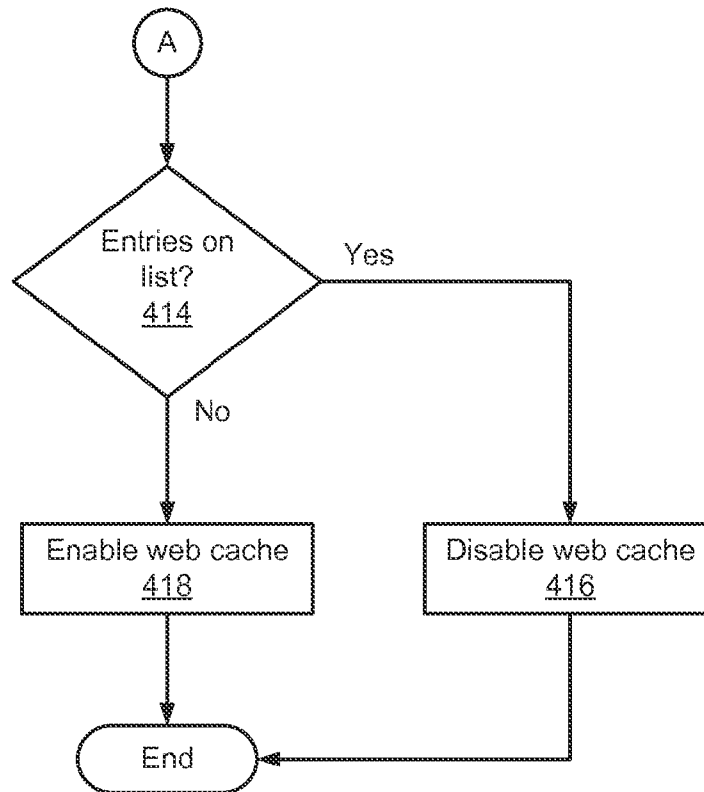 A
Entries on
list?
414
Yes
No
Enable web cache
418
Disable web cache
416
End